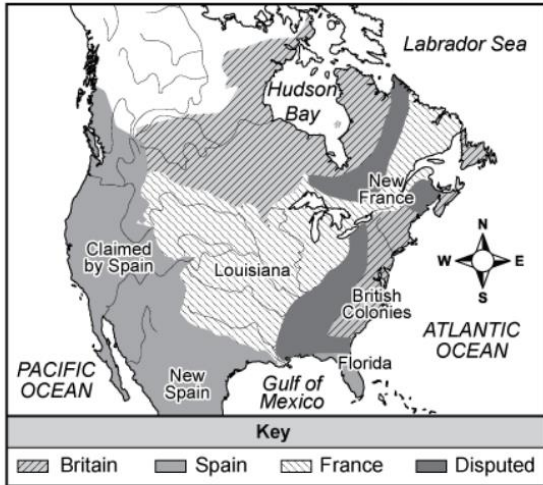 Labrador Sea
Hudson
Bay
New
France
N
W E
S
Claimed
by Spain
Louisiana
British
Colonies
ATLANTIC
OCEAN
PACIFIC
OCEAN
New
Spain
Gulf of
Mexico
Florida
Key
Britain Spain France Disputed